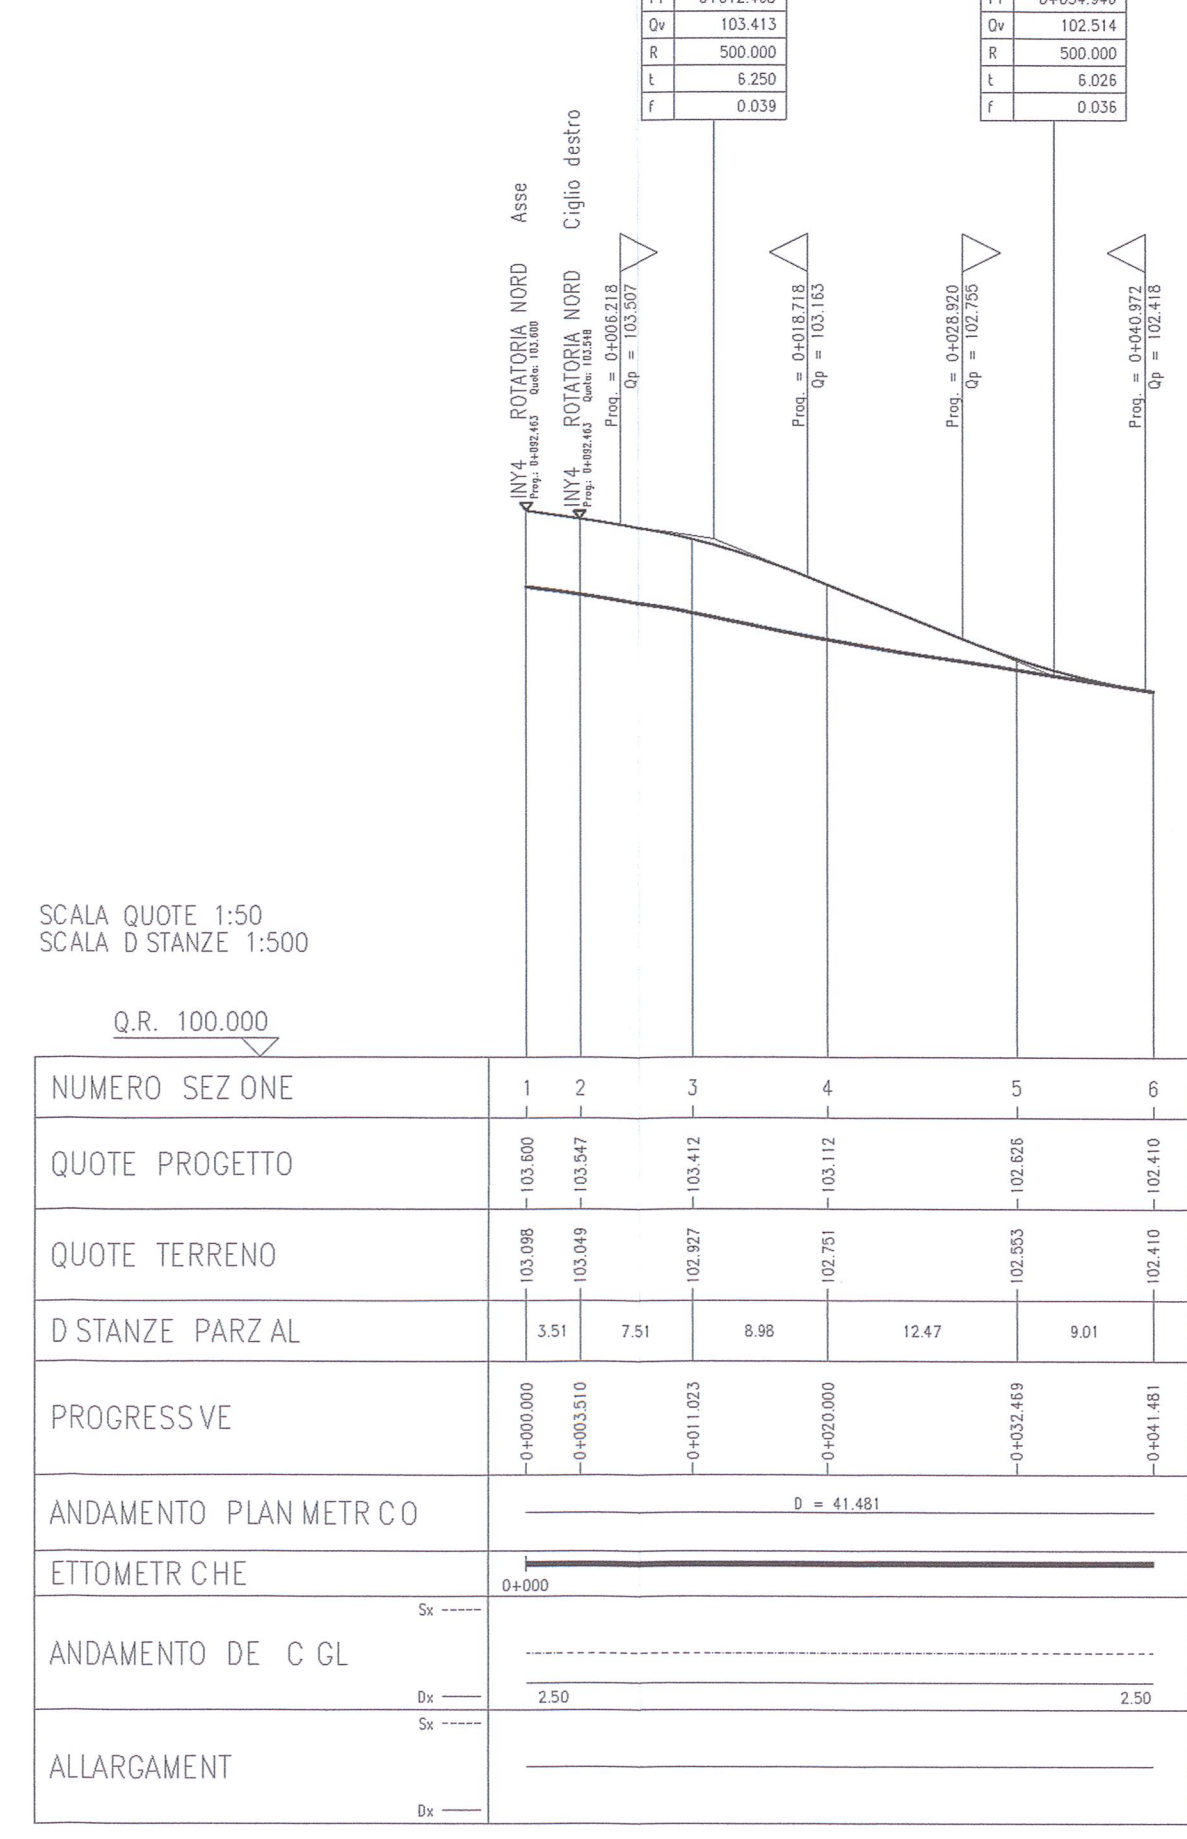 Qv 103.413
R 500.000
t 6.250
f 0.039
Qv 102.514
R 500.000
t 6.026
f 0.036
INY4 ROTATORIA NORD Asse
Prog.: 0+092.463 Quota: 103.600
INY4 ROTATORIA NORD Ciglio destro
Prog.: 0+092.463 Quota: 103.548
Prog. = 0+006.218
Qp = 103.507
Prog. = 0+018.718
Qp = 103.163
Prog. = 0+028.920
Qp = 102.755
Prog. = 0+040.972
Qp = 102.418
SCALA QUOTE 1:50
SCALA D STANZE 1:500
Q.R. 100.000
NUMERO SEZ ONE 1 2 3 4 5 6
QUOTE PROGETTO 103.600 103.547 103.412 103.112 102.626 102.410
QUOTE TERRENO 103.098 103.049 102.927 102.751 102.553 102.410
D STANZE PARZ AL 3.51 7.51 8.98 12.47 9.01
PROGRESS VE 0+000.000 0+003.510 0+011.023 0+020.000 0+032.469 0+041.481
ANDAMENTO PLAN METR CO D = 41.481
ETTOMETR CHE 0+000
Sx
ANDAMENTO DE C GL
Dx 2.50 2.50
Sx
ALLARGAMENT
Dx